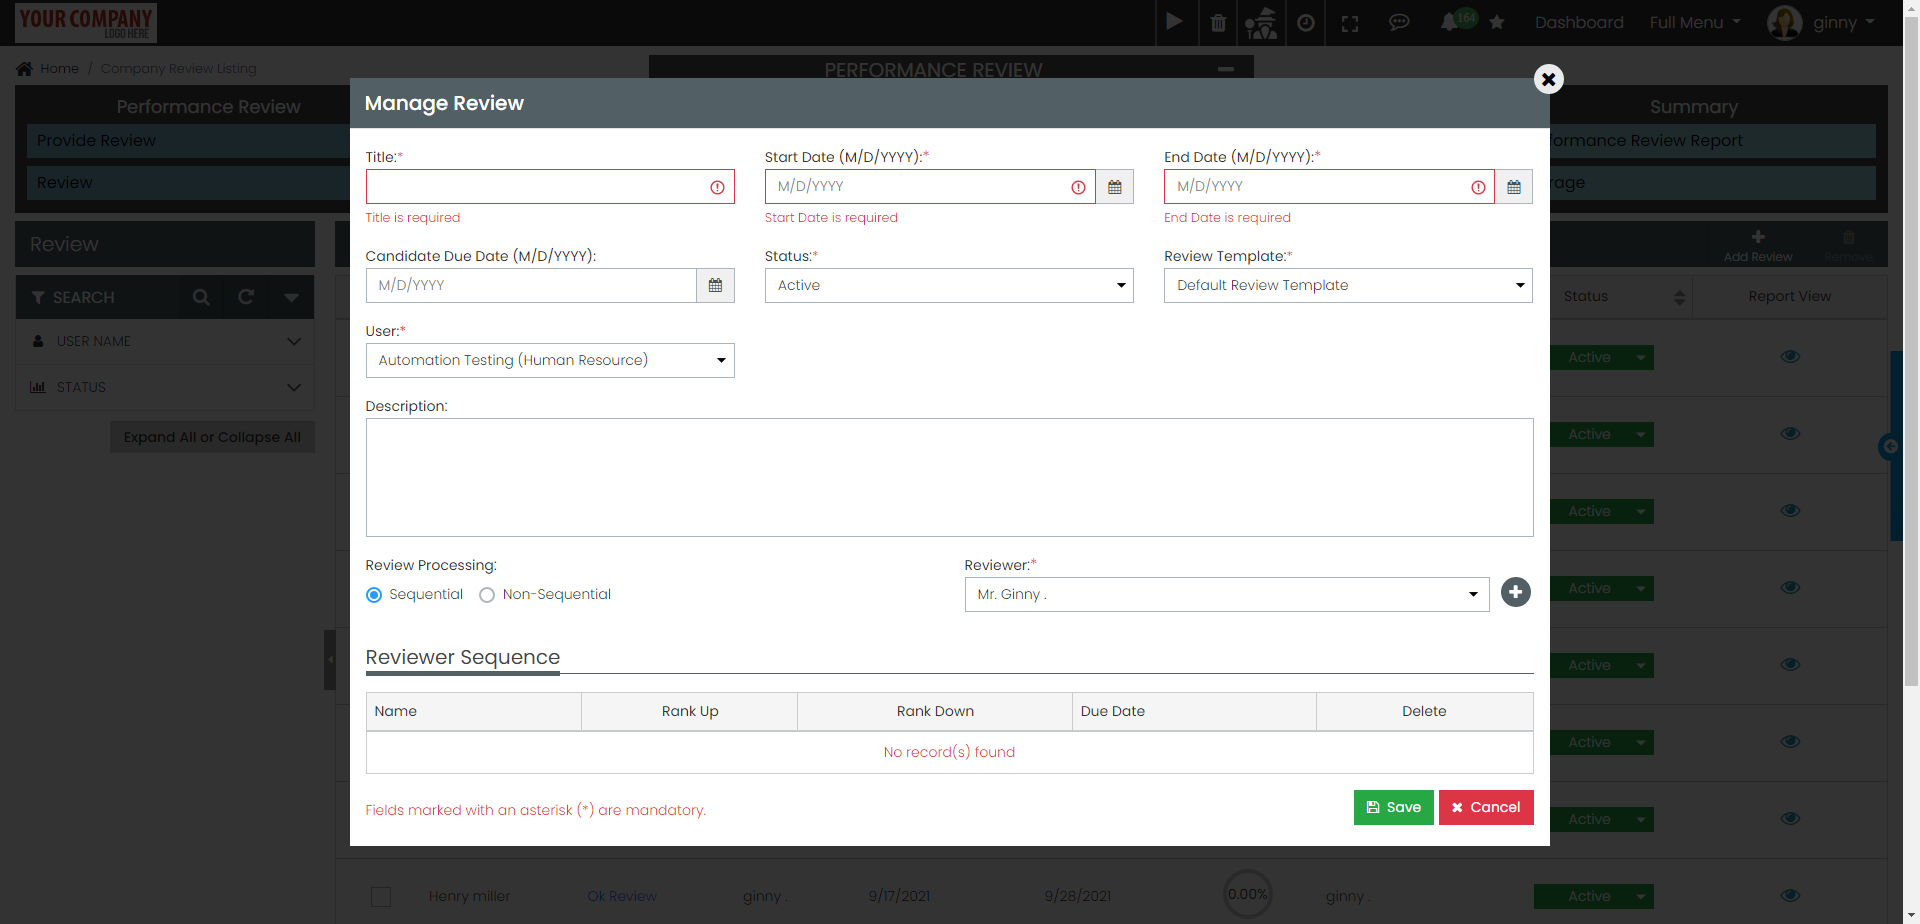 YOUR COMPANY
LOGO HERE
164
Dashboard
Full Menu
ginny
Home / Company Review Listing
PERFORMANCE REVIEW
Performance Review
Summary
Provide Review
ormance Review Report
Review
rage
Manage Review
Title:*
Start Date (M/D/YYYY):*
End Date (M/D/YYYY):*
M/D/YYYY
M/D/YYYY
Title is required
Start Date is required
End Date is required
Candidate Due Date (M/D/YYYY):
Status:*
Review Template:*
M/D/YYYY
Active
Default Review Template
User:*
Automation Testing (Human Resource)
Description:
Review Processing:
Sequential
Non-Sequential
Reviewer:*
Mr. Ginny .
Reviewer Sequence
Name
Rank Up
Rank Down
Due Date
Delete
No record(s) found
Fields marked with an asterisk (*) are mandatory.
Save
Cancel
Review
SEARCH
USER NAME
STATUS
Expand All or Collapse All
Add Review
Remove
Status
Report View
Active
Active
Active
Active
Active
Active
Active
Henry miller
Ok Review
ginny .
9/17/2021
9/28/2021
0.00%
ginny .
Active